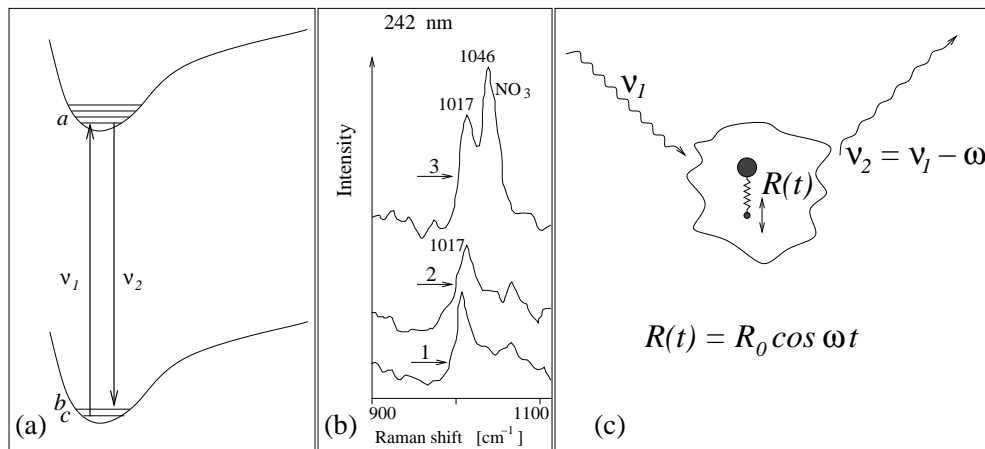 a
ν1
ν2
b
c
(a)
242 nm
1046
NO3
1017
3
1017
2
1
Intensity
900
1100
Raman shift [cm−1]
(b)
ν1
ν2 = ν1 − ω
R(t)
R(t) = R0 cos ωt
(c)